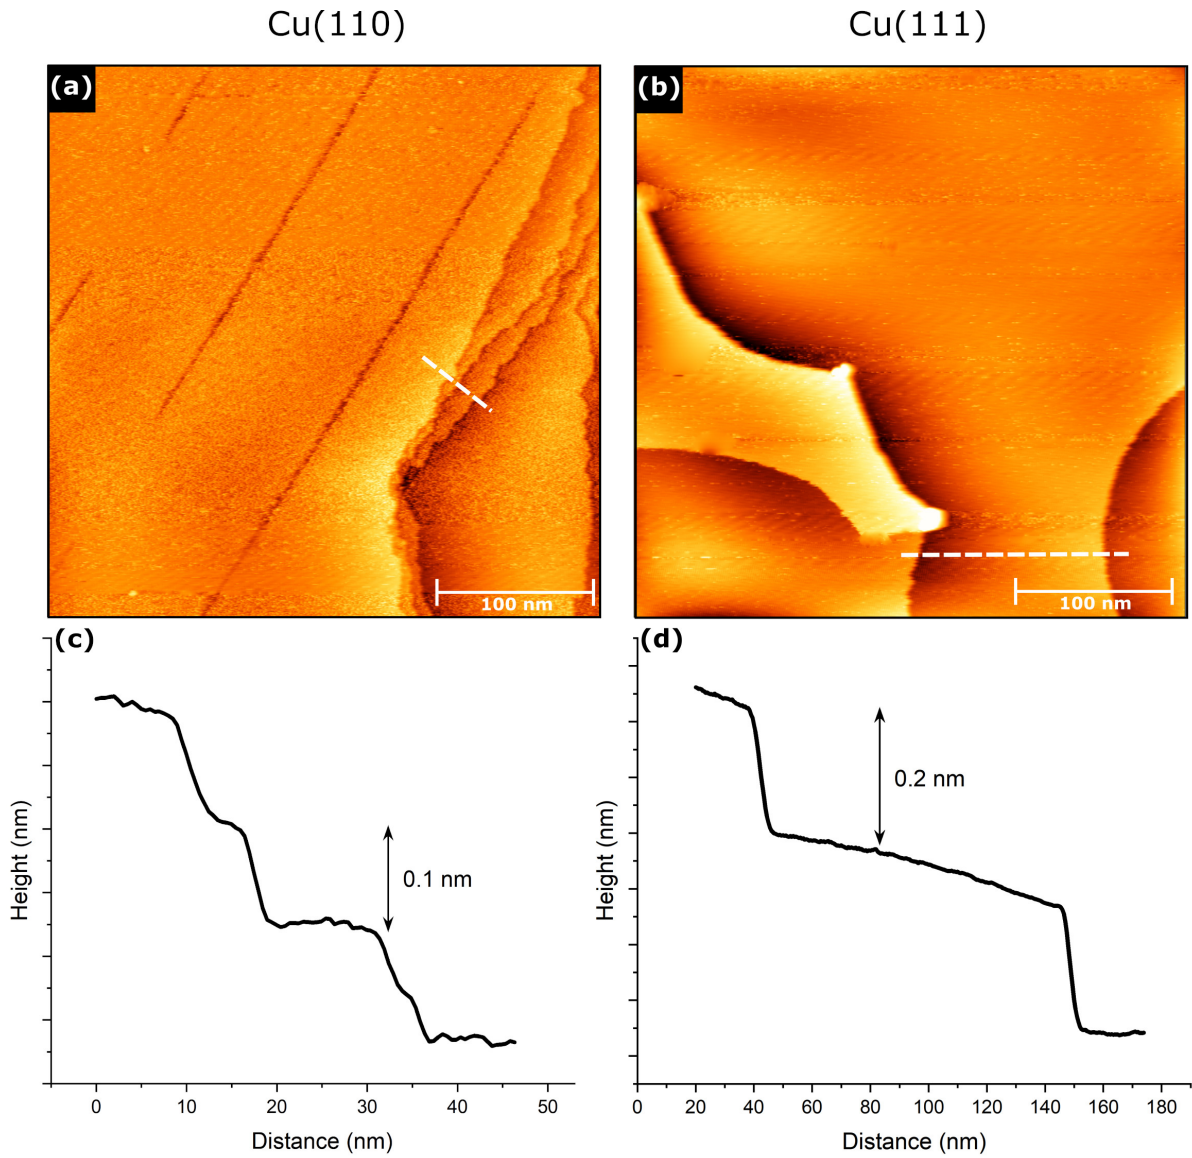 Cu(110)
Cu(111)
(a)
(b)
100 nm
100 nm
(c)
(d)
0.1 nm
0.2 nm
Height (nm)
Height (nm)
0 10 20 30 40 50
0 20 40 60 80 100 120 140 160 180
Distance (nm)
Distance (nm)